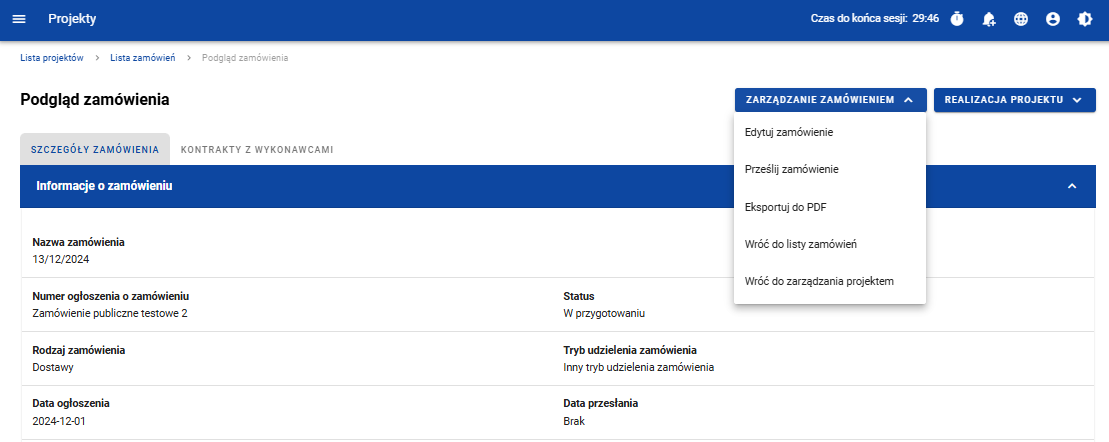 Projekty
Czas do końca sesji: 29:46
Lista projektów > Lista zamówień > Podgląd zamówienia
Podgląd zamówienia
ZARZĄDZANIE ZAMÓWIENIEM
REALIZACJA PROJEKTU
Edytuj zamówienie
Prześlij zamówienie
Eksportuj do PDF
Wróć do listy zamówień
Wróć do zarządzania projektem
SZCZEGÓŁY ZAMÓWIENIA
KONTRAKTY Z WYKONAWCAMI
Informacje o zamówieniu
Nazwa zamówienia
13/12/2024
Numer ogłoszenia o zamówieniu
Zamówienie publiczne testowe 2
Status
W przygotowaniu
Rodzaj zamówienia
Dostawy
Tryb udzielenia zamówienia
Inny tryb udzielenia zamówienia
Data ogłoszenia
2024-12-01
Data przesłania
Brak